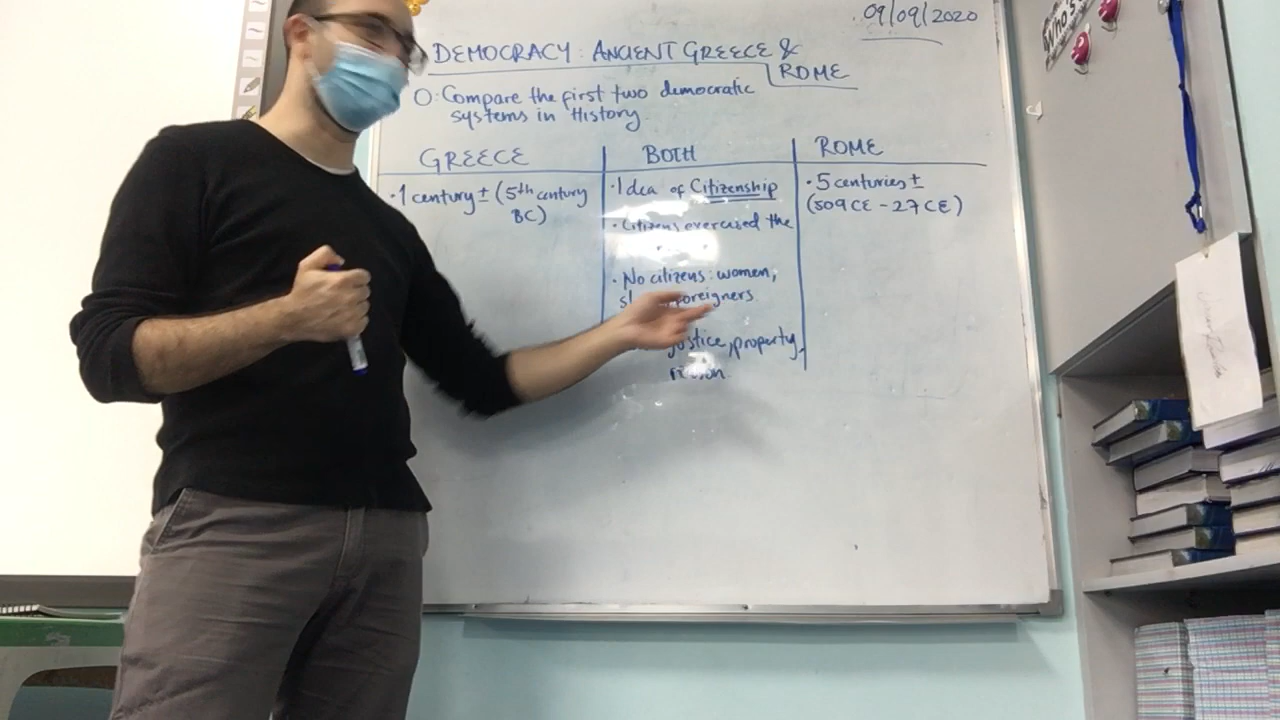 09/09/2020
Who's
DEMOCRACY: ANCIENT GREECE &
ROME
O: Compare the first two democratic
systems in History.
GREECE
· 1 century ± (5th century
BC)
BOTH
· Idea of Citizenship
· Citizens exercised the
· No citizens: women,
foreigners.
justice, property,
reason.
ROME
· 5 centuries ±
(509 CE - 27 CE)